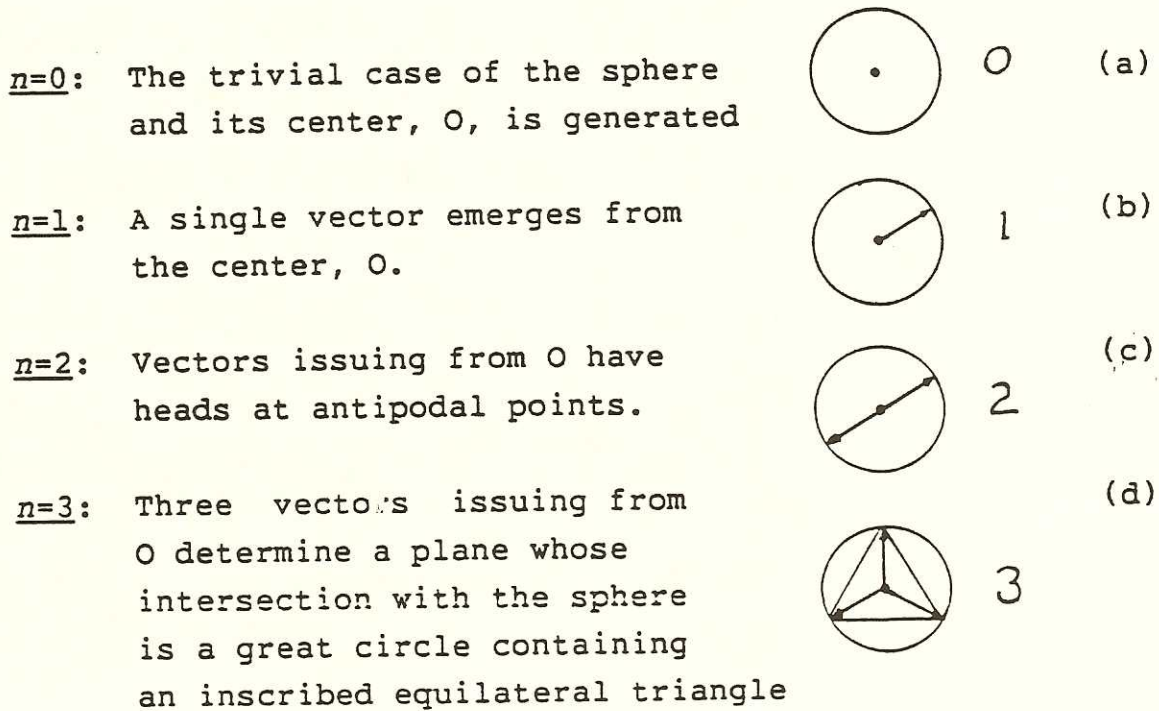 n=0: The trivial case of the sphere 0 (a)
and its center, O, is generated
n=1: A single vector emerges from 1 (b)
the center, O.
n=2: Vectors issuing from O have (c)
heads at antipodal points. 2
n=3: Three vectors issuing from (d)
O determine a plane whose
intersection with the sphere 3
is a great circle containing
an inscribed equilateral triangle